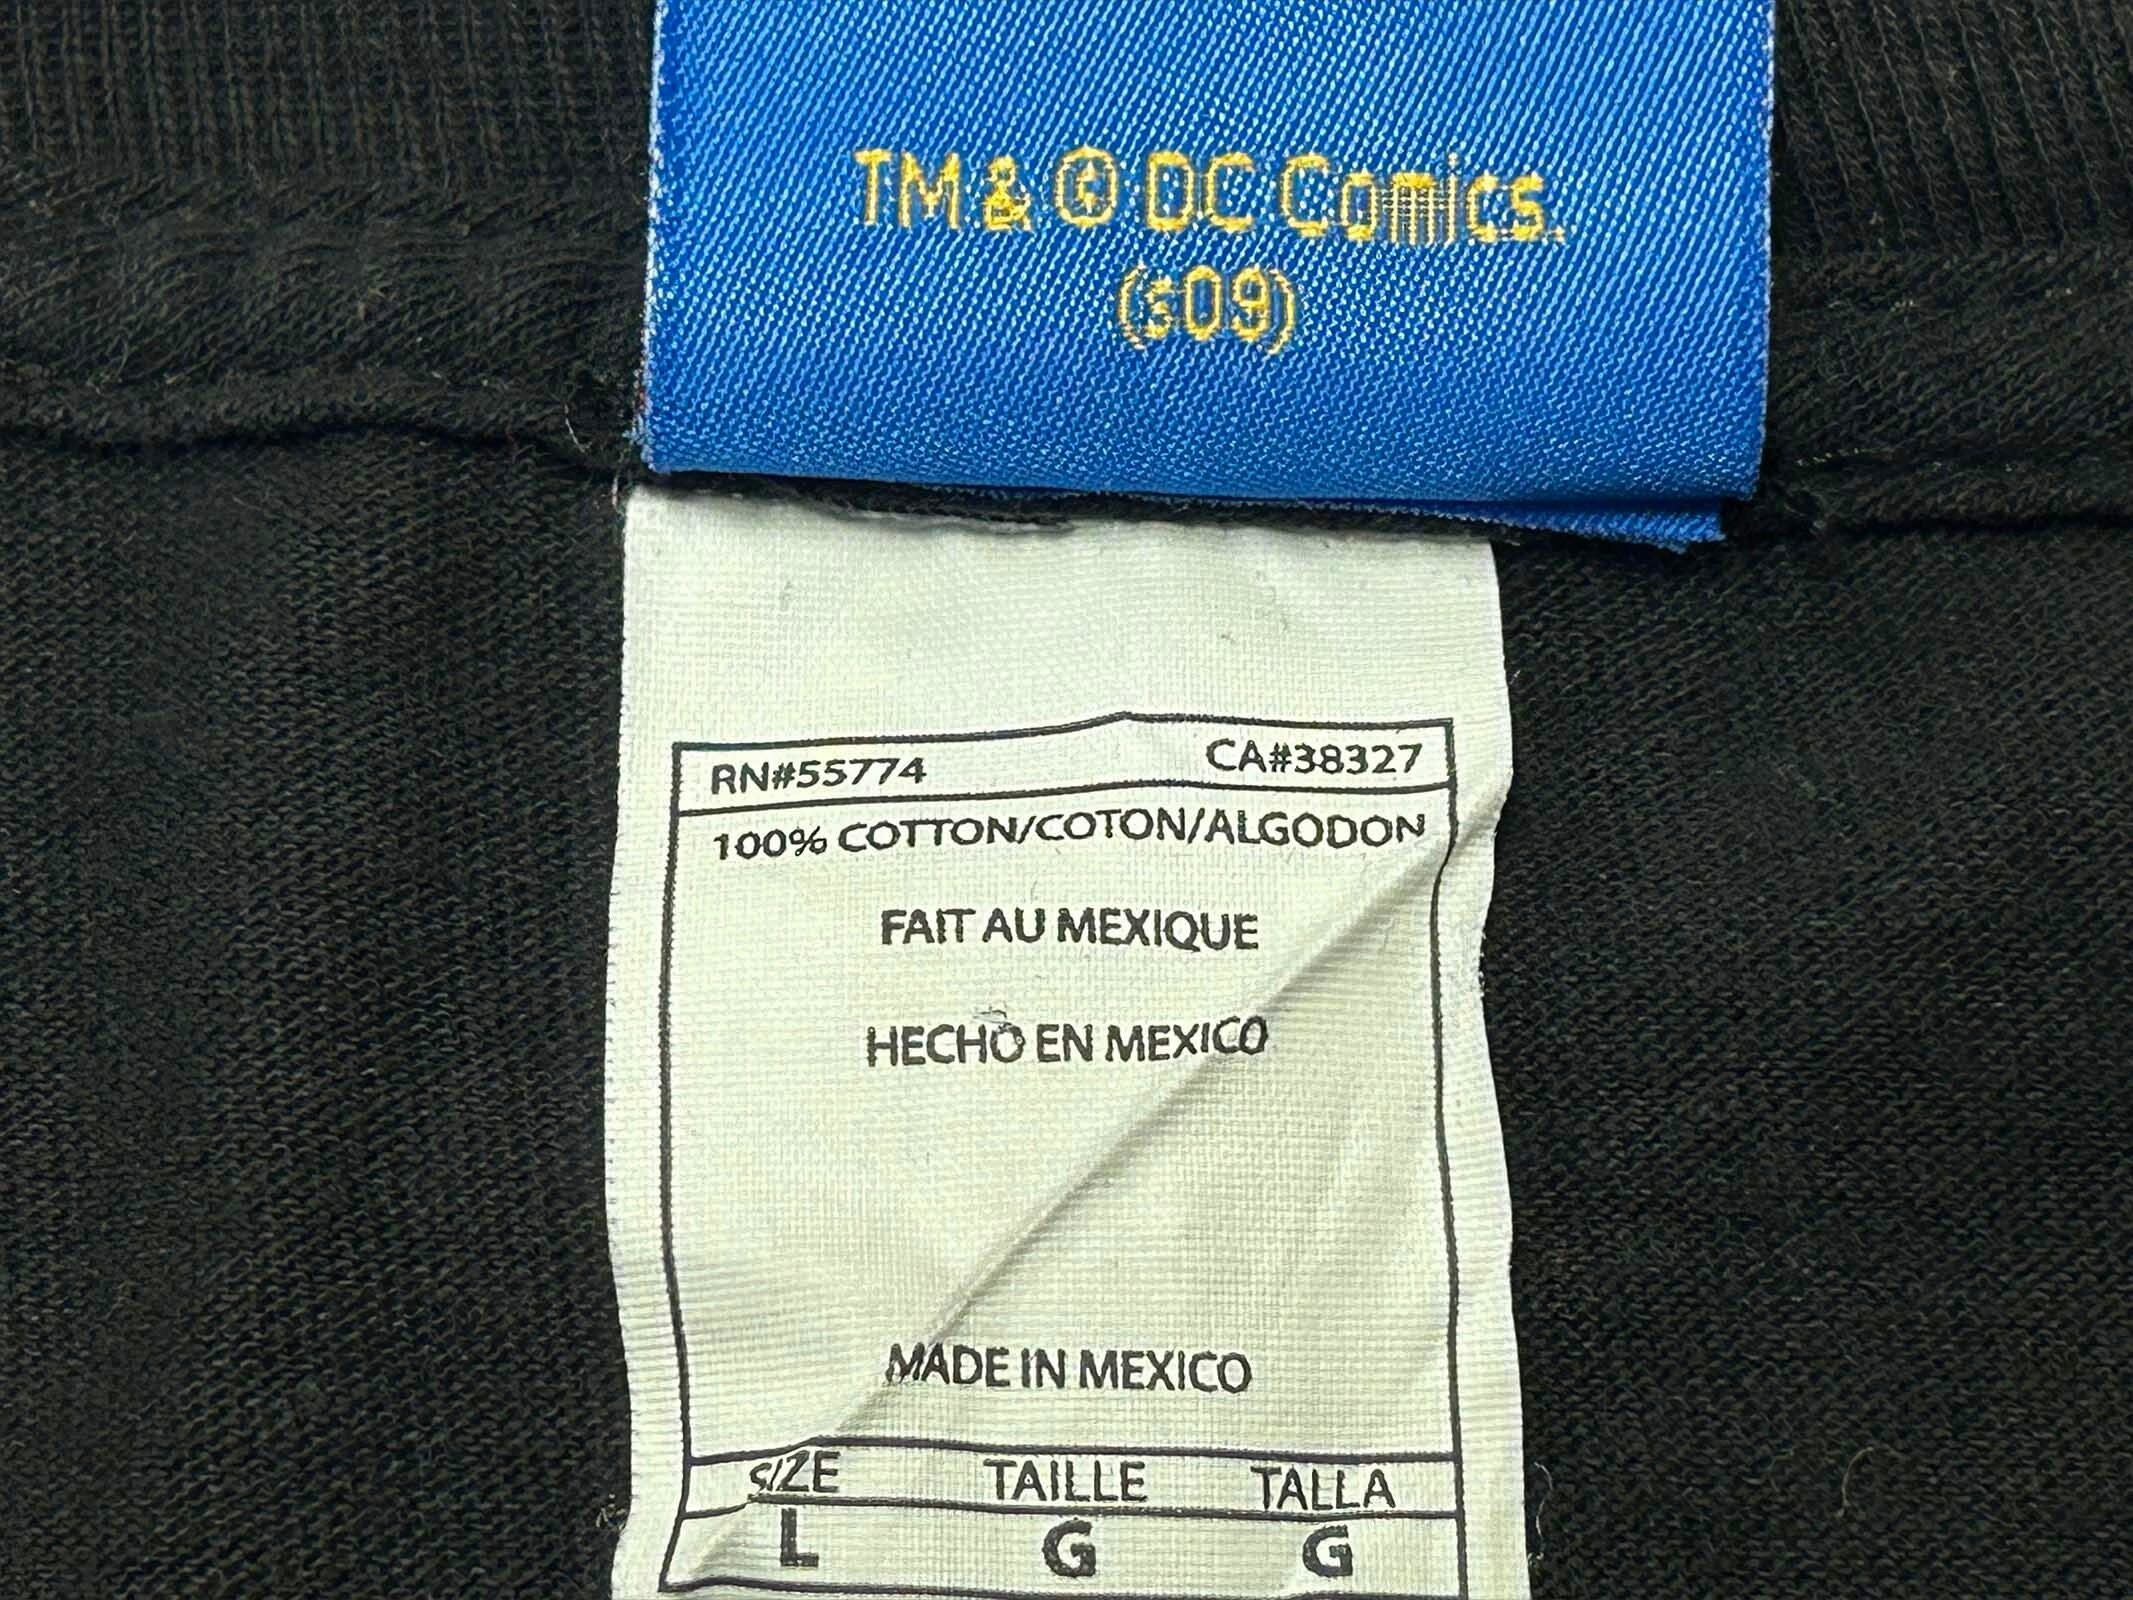 TM & © DC Comics.
(s09)
RN#55774 CA#38327
100% COTTON/COTON/ALGODON
FAIT AU MEXIQUE
HECHO EN MEXICO
MADE IN MEXICO
SIZE TAILLE TALLA
L G G